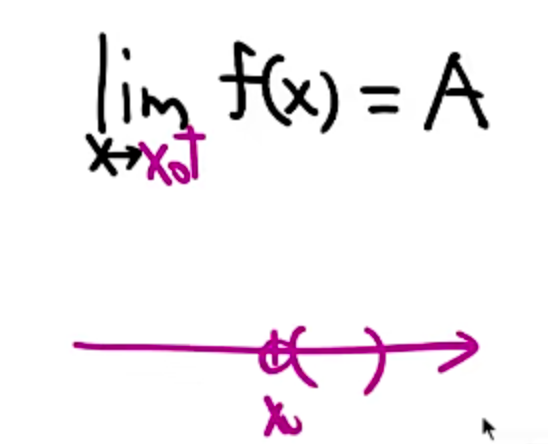 lim f(x) = A
x→x₀⁺
( )
x₀